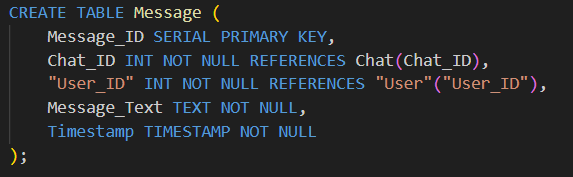 CREATE TABLE Message (
    Message_ID SERIAL PRIMARY KEY,
    Chat_ID INT NOT NULL REFERENCES Chat(Chat_ID),
    "User_ID" INT NOT NULL REFERENCES "User"("User_ID"),
    Message_Text TEXT NOT NULL,
    Timestamp TIMESTAMP NOT NULL
);